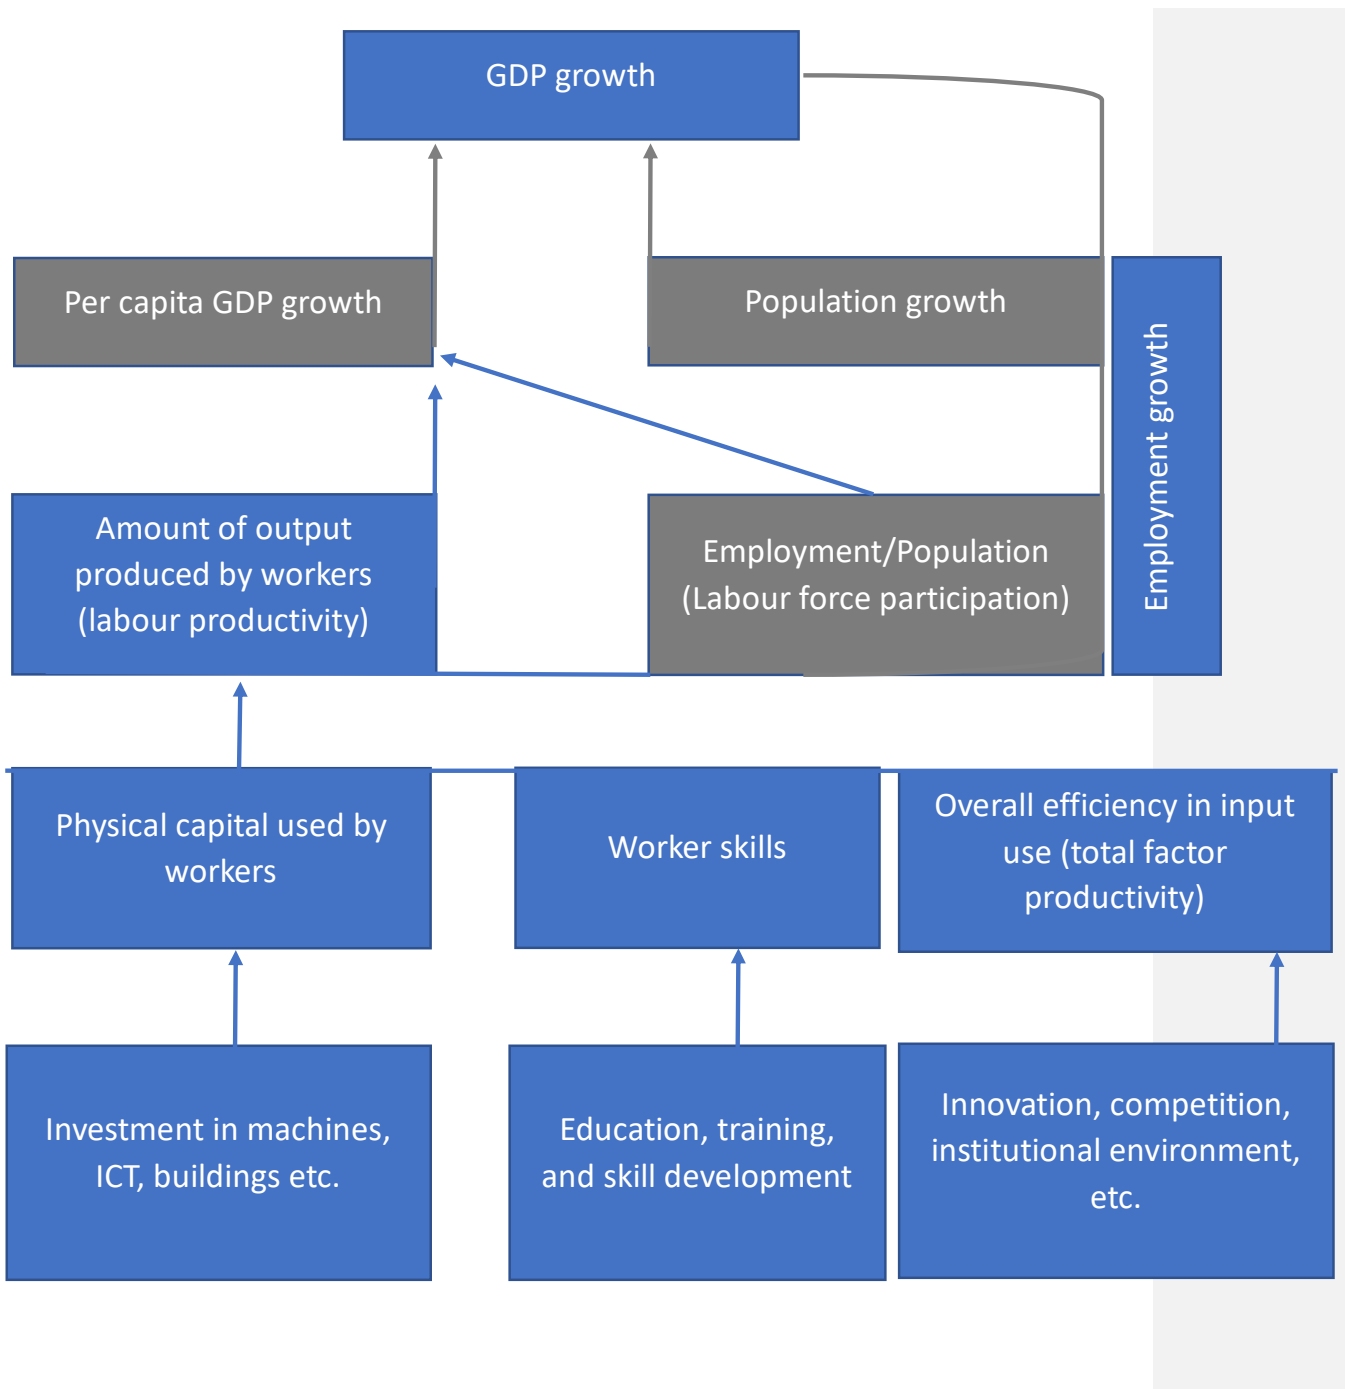 GDP growth
Per capita GDP growth
Population growth
Employment growth
Amount of output
produced by workers
(labour productivity)
Employment/Population
(Labour force participation)
Physical capital used by
workers
Worker skills
Overall efficiency in input
use (total factor
productivity)
Investment in machines,
ICT, buildings etc.
Education, training,
and skill development
Innovation, competition,
institutional environment,
etc.